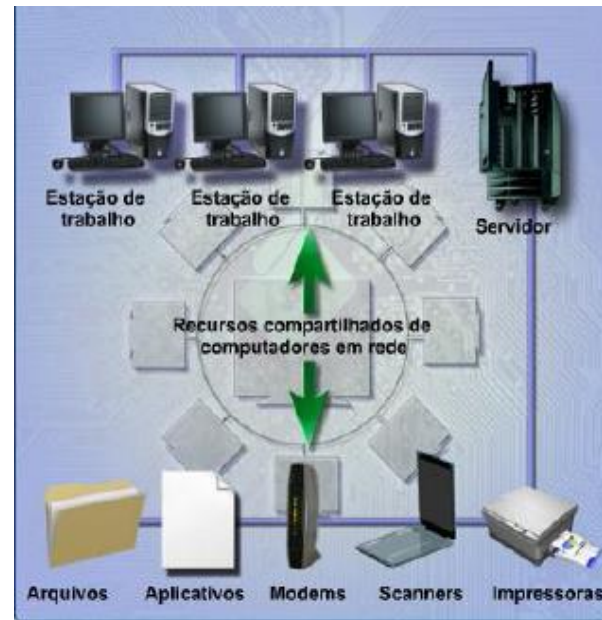 Estação de
trabalho
Estação de
trabalho
Estação de
trabalho
Servidor
Recursos compartilhados de
computadores em rede
Arquivos
Aplicativos
Modems
Scanners
Impressoras